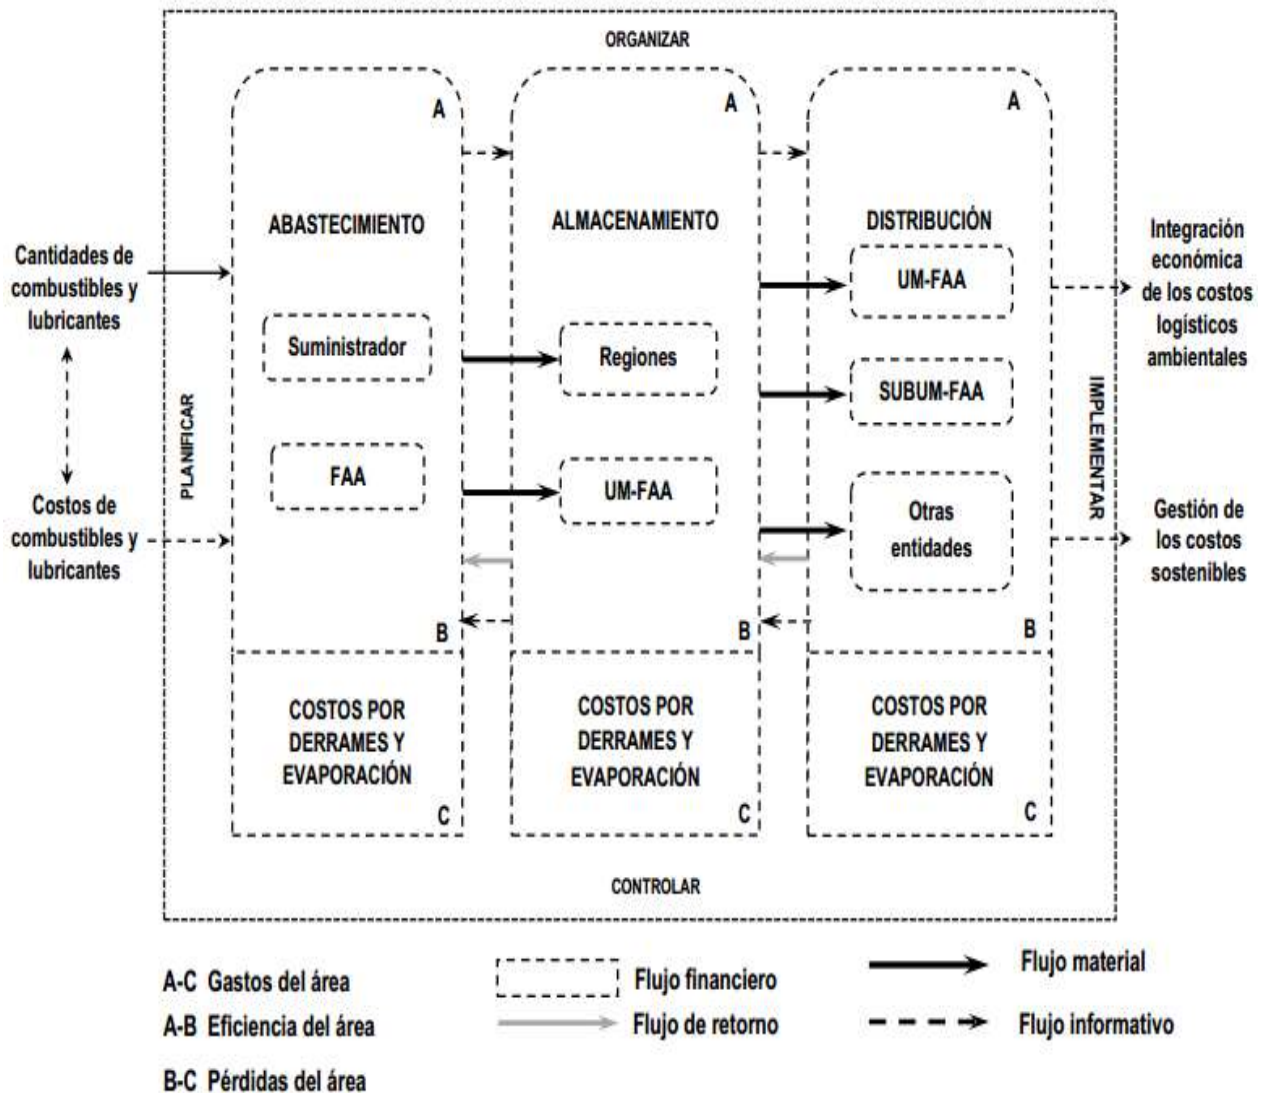 ORGANIZAR
A
A
A
ABASTECIMIENTO
ALMACENAMIENTO
DISTRIBUCIÓN
Cantidades de
combustibles y
lubricantes
Integración
económica
de los costos
logísticos
ambientales
UM-FAA
Suministrador
Regiones
SUBUM-FAA
PLANIFICAR
IMPLEMENTAR
FAA
UM-FAA
Otras
entidades
Costos de
combustibles y
lubricantes
Gestión de
los costos
sostenibles
B
B
B
COSTOS POR
DERRAMES Y
EVAPORACIÓN
C
COSTOS POR
DERRAMES Y
EVAPORACIÓN
C
COSTOS POR
DERRAMES Y
EVAPORACIÓN
C
CONTROLAR
A-C Gastos del área
A-B Eficiencia del área
B-C Pérdidas del área
Flujo financiero
Flujo de retorno
Flujo material
Flujo informativo